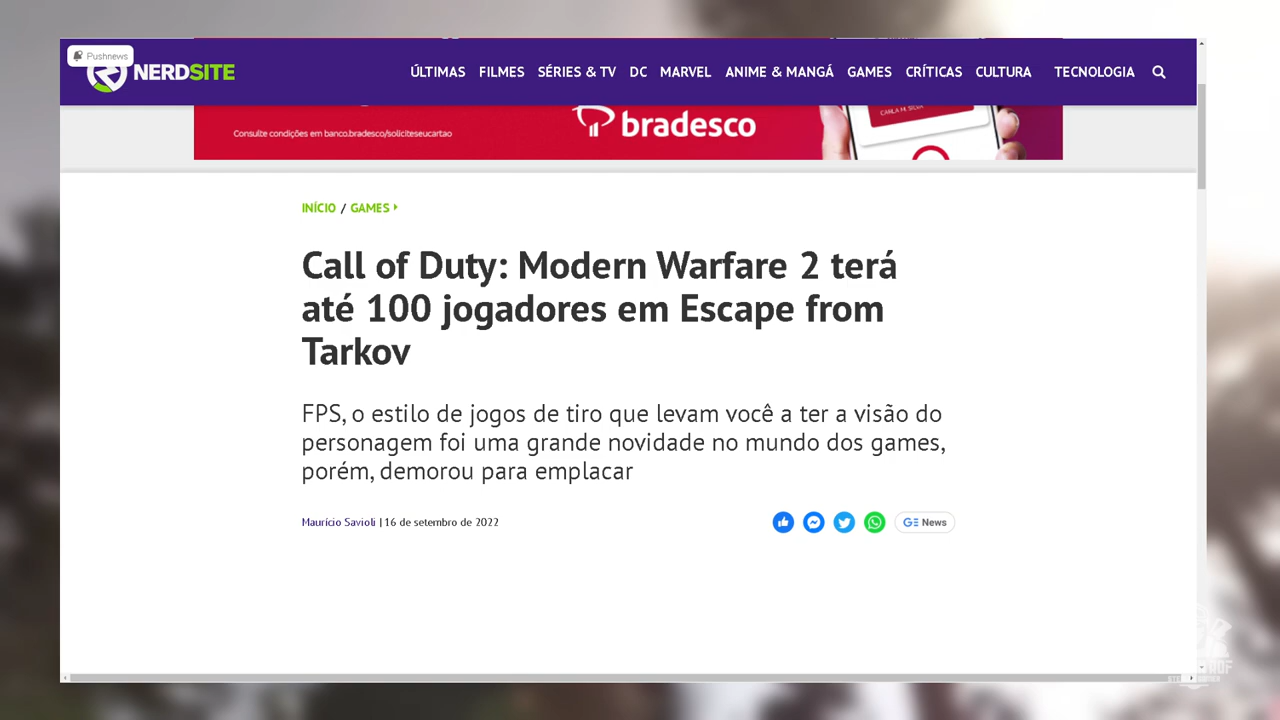 Pushnews
NERDSITE
ÚLTIMAS FILMES SÉRIES & TV DC MARVEL ANIME & MANGÁ GAMES CRÍTICAS CULTURA TECNOLOGIA
Consulte condições em banco.bradesco/soliciteseucartao
bradesco
INÍCIO / GAMES
Call of Duty: Modern Warfare 2 terá
até 100 jogadores em Escape from
Tarkov
FPS, o estilo de jogos de tiro que levam você a ter a visão do
personagem foi uma grande novidade no mundo dos games,
porém, demorou para emplacar
Maurício Savioli | 16 de setembro de 2022
News